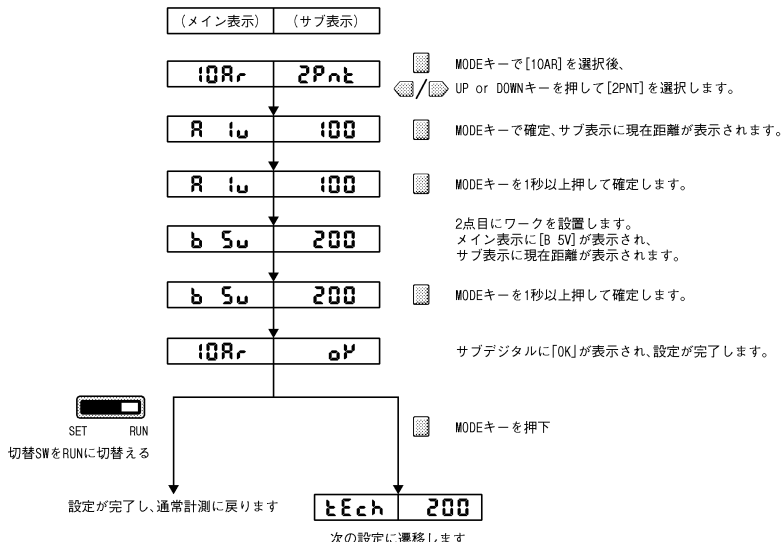 (メイン表示) (サブ表示)
10Ar 2Pnt
MODEキーで[10AR]を選択後、
/ UP or DOWNキーを押して[2PNT]を選択します。
A 1v 100
MODEキーで確定、サブ表示に現在距離が表示されます。
A 1v 100
MODEキーを1秒以上押して確定します。
b 5v 200
2点目にワークを設置します。
メイン表示に[B 5V]が表示され、
サブ表示に現在距離が表示されます。
b 5v 200
MODEキーを1秒以上押して確定します。
10Ar oK
サブデジタルに「OK」が表示され、設定が完了します。
SET RUN
切替SWをRUNに切替える
MODEキーを押下
設定が完了し、通常計測に戻ります
tEch 200
次の設定に遷移します